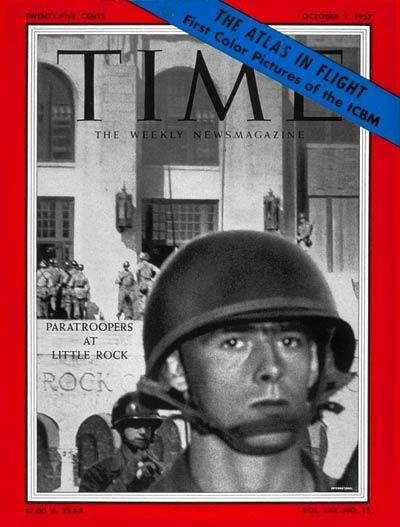 TWENTY-FIVE CENTS
OCTOBER 7, 1957
THE ATLAS IN FLIGHT
First Color Pictures of the ICBM
TIME
THE WEEKLY NEWSMAGAZINE
PARATROOPERS
AT
LITTLE ROCK
ROCK
INTERNATIONAL
$7.00 A YEAR
VOL. LXX NO. 15